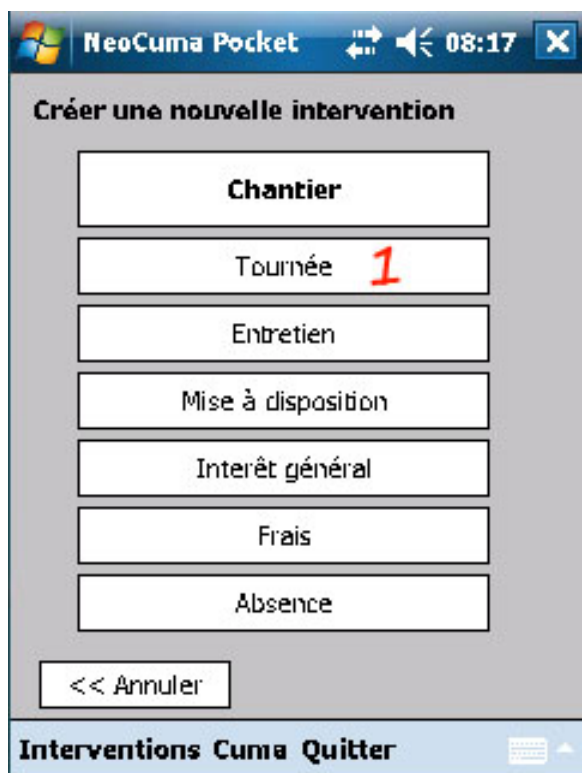 NeoCuma Pocket 08:17
Créer une nouvelle intervention
Chantier
Tournée 1
Entretien
Mise à disposition
Interêt général
Frais
Absence
<< Annuler
Interventions Cuma Quitter